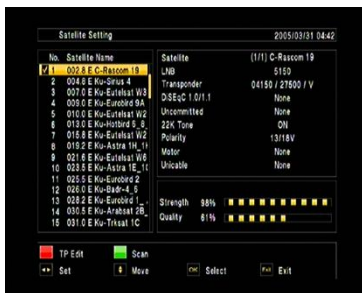 Satellite Setting 2005/03/31 04:42
No. Satellite Name
1 002.8 E C-Rascom 19
2 004.8 E Ku-Sirius 4
3 007.0 E Ku-Eutelsat W3
4 009.0 E Ku-Eurobird 9A
5 010.0 E Ku-Eutelsat W2
6 013.0 E Ku-Hotbird 6_8_
7 015.8 E Ku-Eutelsat W2
8 019.2 E Ku-Astra 1H_1
9 021.6 E Ku-Eutelsat W6
10 023.5 E Ku-Astra 1E_1
11 025.5 E Ku-Eurobird 2
12 026.0 E Ku-Badr-4_5
13 028.2 E Ku-Eurobird 1_
14 030.5 E Ku-Arabsat 2B_
15 031.0 E Ku-Trksat 1C
Satellite (1/1) C-Rascom 19
LNB 5150
Transponder 04150 / 27500 / V
DiSEqC 1.0/1.1 None
Uncommitted None
22K Tone ON
Polarity 13/18V
Motor None
Unicable None
Strength 98%
Quality 61%
TP Edit Scan
Set Move OK Select Exit Exit